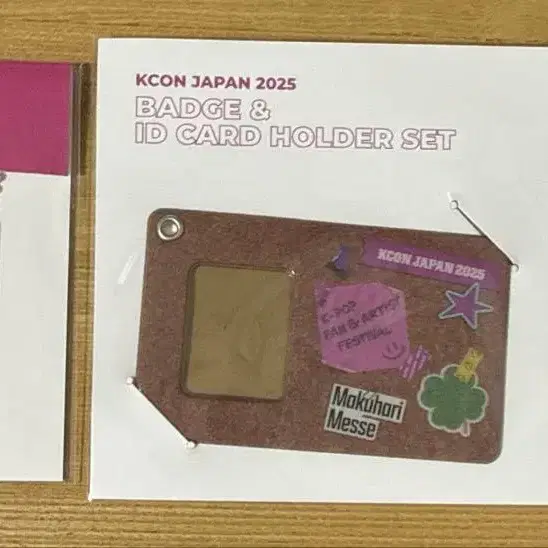 KCON JAPAN 2025
BADGE &
ID CARD HOLDER SET
KCON JAPAN 2025
K-POP
FAN & ARTIST
FESTIVAL
Makuhari
Messe